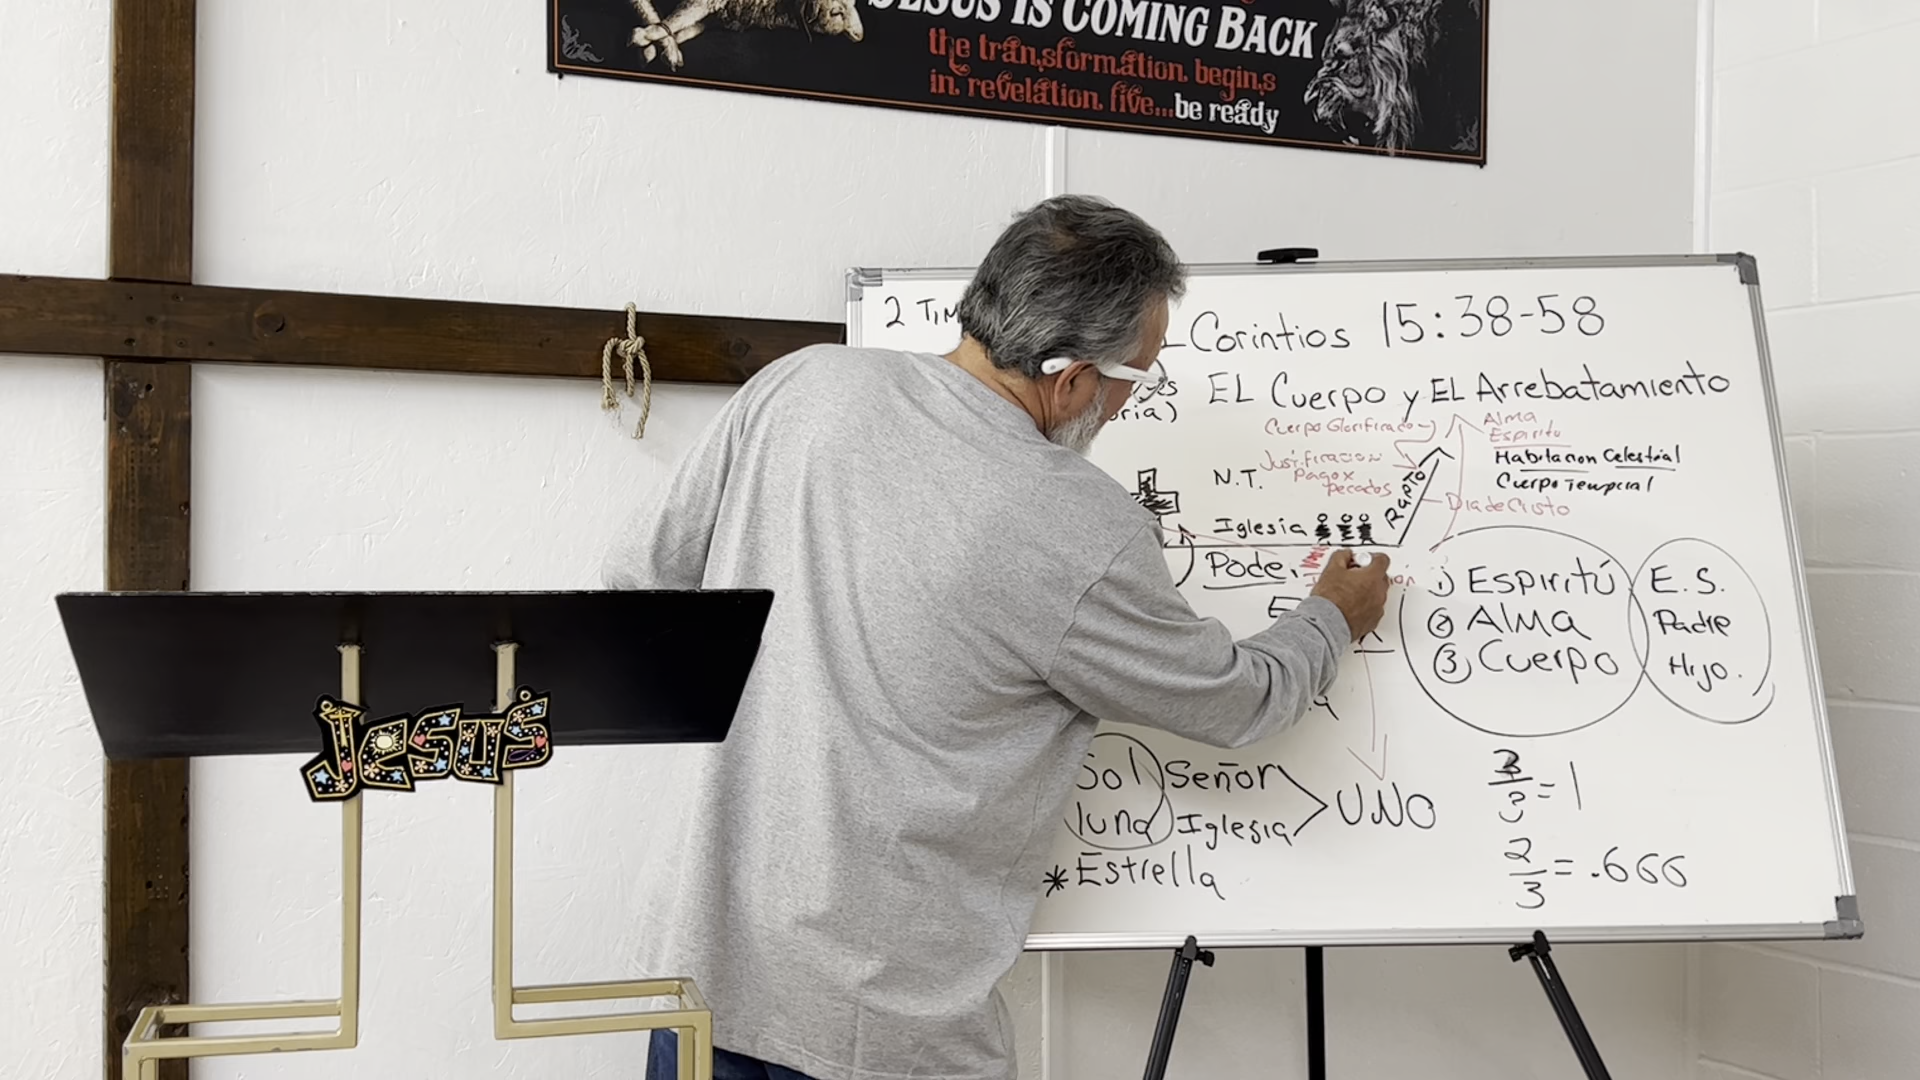 JESUS IS COMING BACK
the transformation begins
in revelation five...be ready
2 TIM
Corintios 15:38-58
EL Cuerpo y EL Arrebatamiento
Cuerpo Glorificado
Alma
Espiritu
Habitacion Celestial
Cuerpo Temporal
N.T.
Justificacion
Pago x
Pecados
Rapto
Dia de Cristo
Iglesia
Poder
1) Espiritú
2) Alma
3) Cuerpo
E.S.
Padre
Hijo.
Sol
luna
Señor
Iglesia
UNO
* Estrella
3/3 = 1
2/3 = .666
Jesus